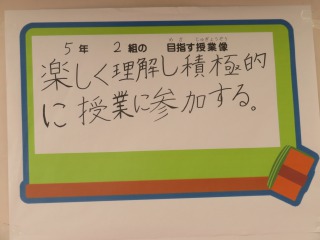 5年 2組の 目指す授業像
楽しく理解し積極的
に授業に参加する。